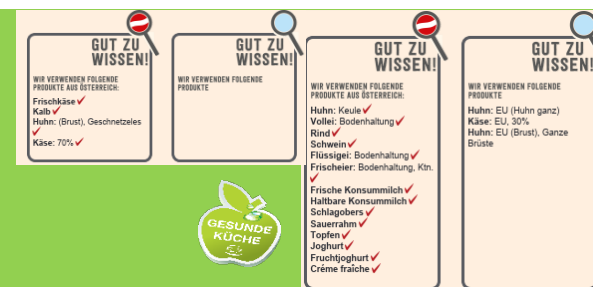 GUT ZU
WISSEN!
WIR VERWENDEN FOLGENDE
PRODUKTE AUS ÖSTERREICH:
Frischkäse ✓
Kalb ✓
Huhn: (Brust), Geschnetzeles
✓
Käse: 70% ✓
GUT ZU
WISSEN!
WIR VERWENDEN FOLGENDE
PRODUKTE
GUT ZU
WISSEN!
WIR VERWENDEN FOLGENDE
PRODUKTE AUS ÖSTERREICH:
Huhn: Keule ✓
Vollei: Bodenhaltung ✓
Rind ✓
Schwein ✓
Flüssigei: Bodenhaltung ✓
Frischeier: Bodenhaltung, Ktn.
✓
Frische Konsummilch ✓
Haltbare Konsummilch ✓
Schlagobers ✓
Sauerrahm ✓
Topfen ✓
Joghurt ✓
Fruchtjoghurt ✓
Créme fraîche ✓
GUT ZU
WISSEN!
WIR VERWENDEN FOLGENDE
PRODUKTE
Huhn: EU (Huhn ganz)
Käse: EU, 30%
Huhn: EU (Brust), Ganze
Brüste
GESUNDE
KÜCHE